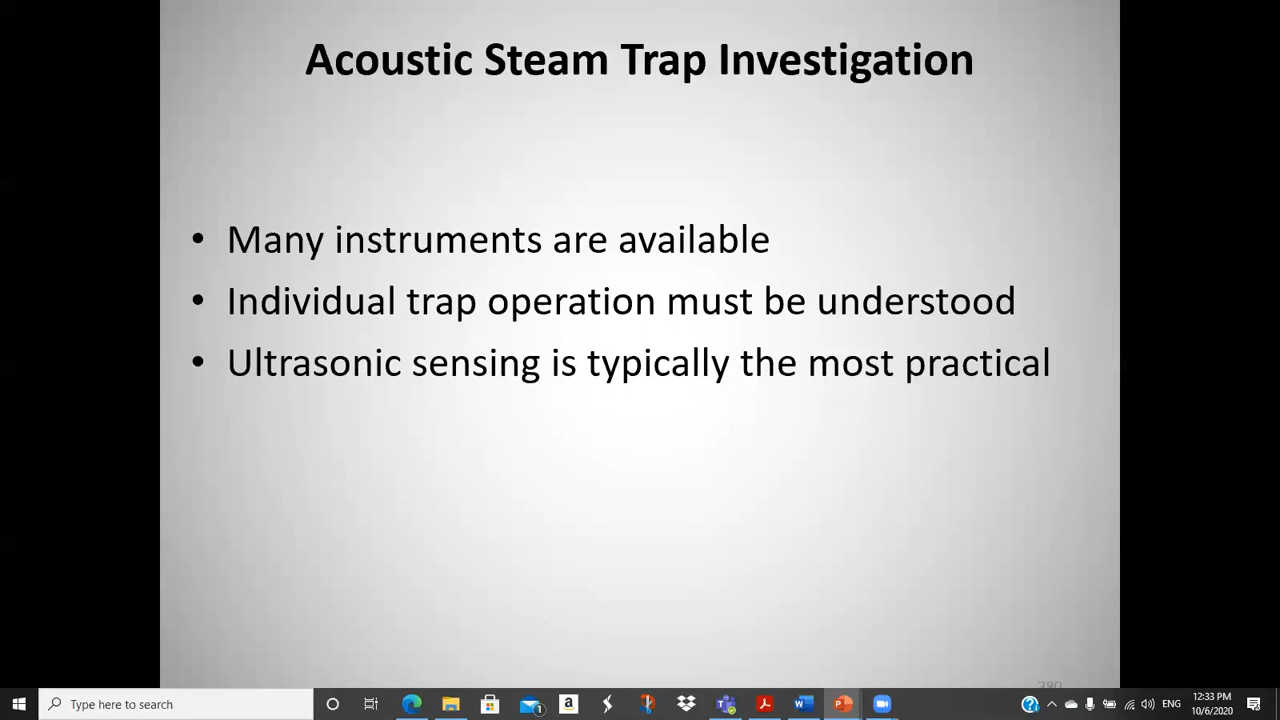 Acoustic Steam Trap Investigation
• Many instruments are available
• Individual trap operation must be understood
• Ultrasonic sensing is typically the most practical
Type here to search
ENG
12:33 PM
10/6/2020